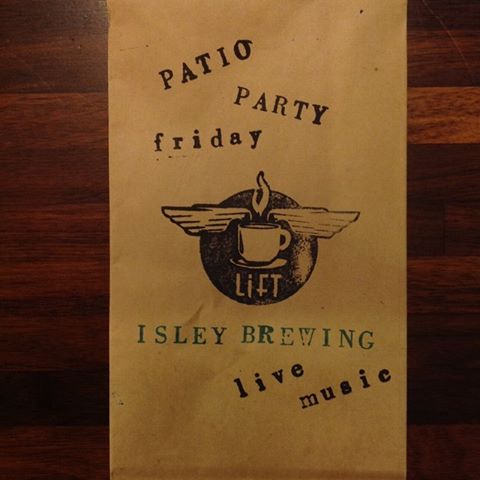 PATIO
PARTY
friday
LiFT
ISLEY BREWING
live
music